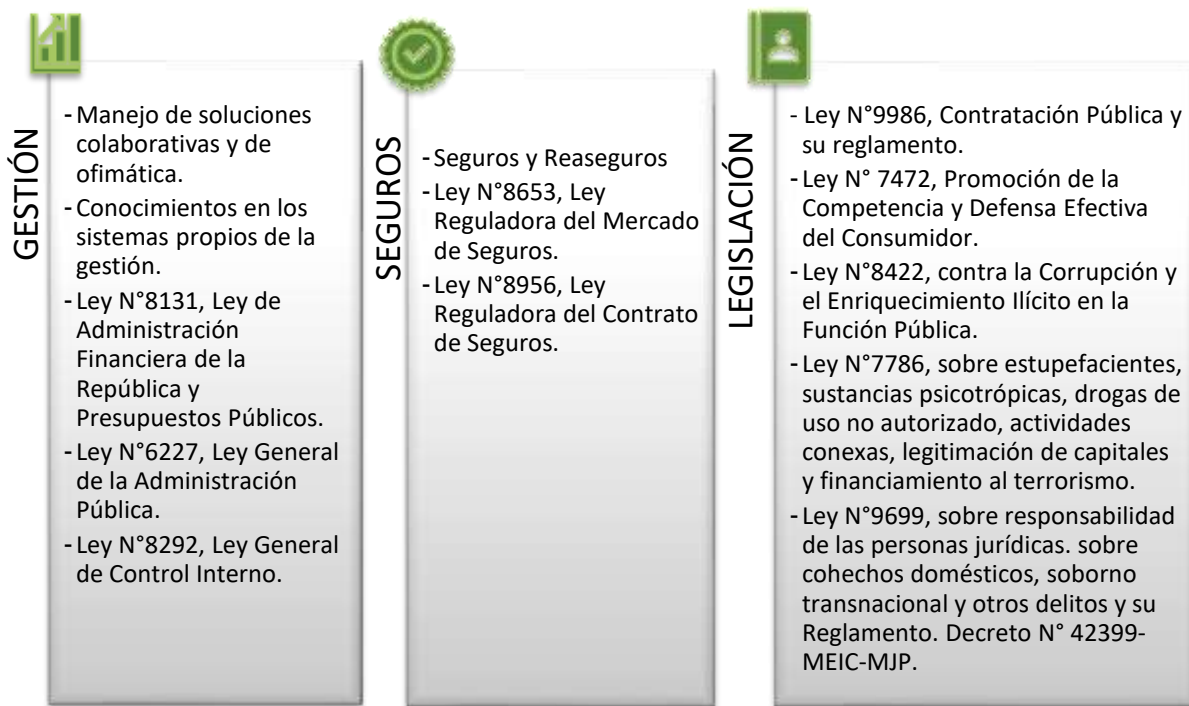 GESTIÓN
- Manejo de soluciones
colaborativas y de
ofimática.
- Conocimientos en los
sistemas propios de la
gestión.
- Ley N°8131, Ley de
Administración
Financiera de la
República y
Presupuestos Públicos.
- Ley N°6227, Ley General
de la Administración
Pública.
- Ley N°8292, Ley General
de Control Interno.
SEGUROS
- Seguros y Reaseguros
- Ley N°8653, Ley
Reguladora del Mercado
de Seguros.
- Ley N°8956, Ley
Reguladora del Contrato
de Seguros.
LEGISLACIÓN
- Ley N°9986, Contratación Pública y
su reglamento.
- Ley N° 7472, Promoción de la
Competencia y Defensa Efectiva
del Consumidor.
- Ley N°8422, contra la Corrupción y
el Enriquecimiento Ilícito en la
Función Pública.
- Ley N°7786, sobre estupefacientes,
sustancias psicotrópicas, drogas de
uso no autorizado, actividades
conexas, legitimación de capitales
y financiamiento al terrorismo.
- Ley N°9699, sobre responsabilidad
de las personas jurídicas. sobre
cohechos domésticos, soborno
transnacional y otros delitos y su
Reglamento. Decreto N° 42399-
MEIC-MJP.